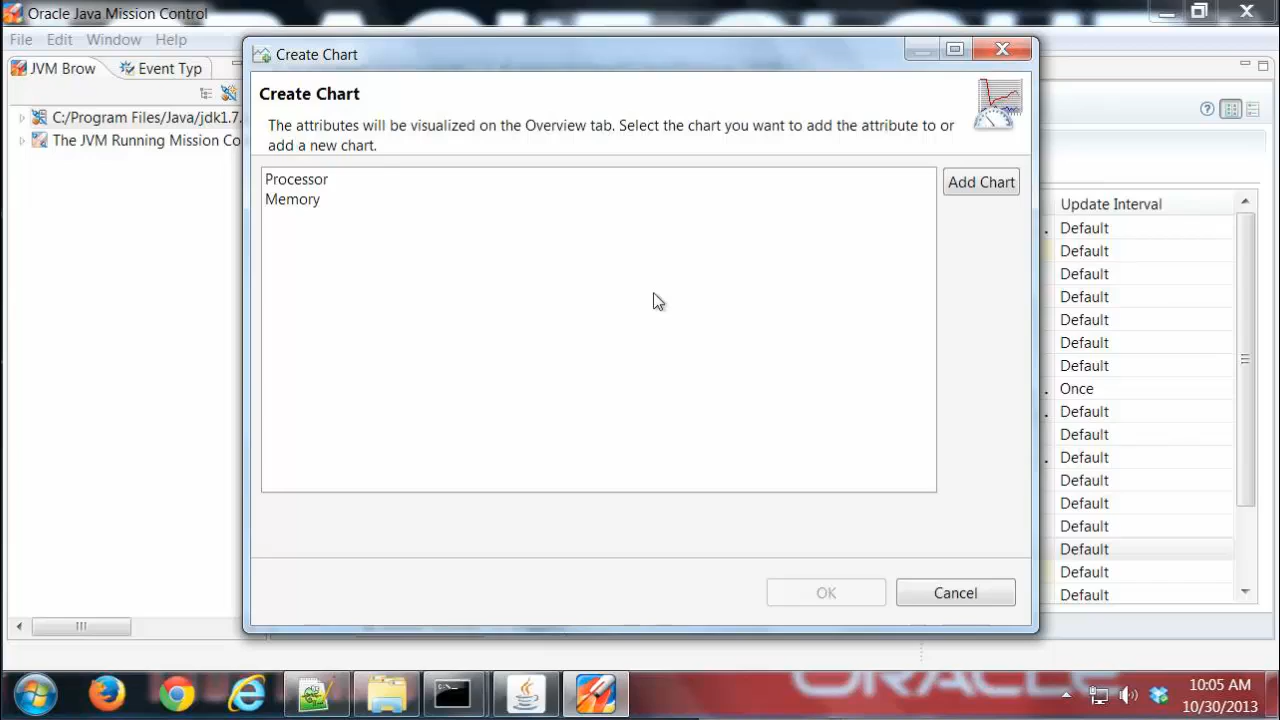 Oracle Java Mission Control
File Edit Window Help
JVM Brow
Event Typ
C:/Program Files/Java/jdk1.7.
The JVM Running Mission Co
Create Chart
Create Chart
The attributes will be visualized on the Overview tab. Select the chart you want to add the attribute to or
add a new chart.
Processor
Memory
Add Chart
OK
Cancel
Update Interval
Default
Default
Default
Default
Default
Default
Default
Once
Default
Default
Default
Default
Default
Default
Default
Default
Default
ORACLE
10:05 AM
10/30/2013